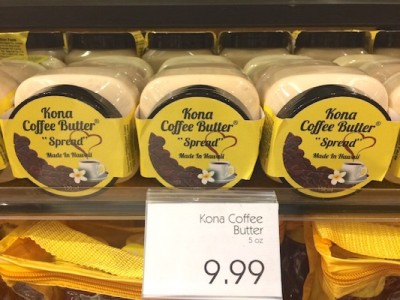 Kona
Coffee Butter®
"Spread"
Made In Hawaii
Kona
Coffee Butter®
"Spread"
Made In Hawaii
Kona
Coffee Butter®
"Spread"
Made In Hawaii
Kona Coffee
Butter
5 oz
9.99